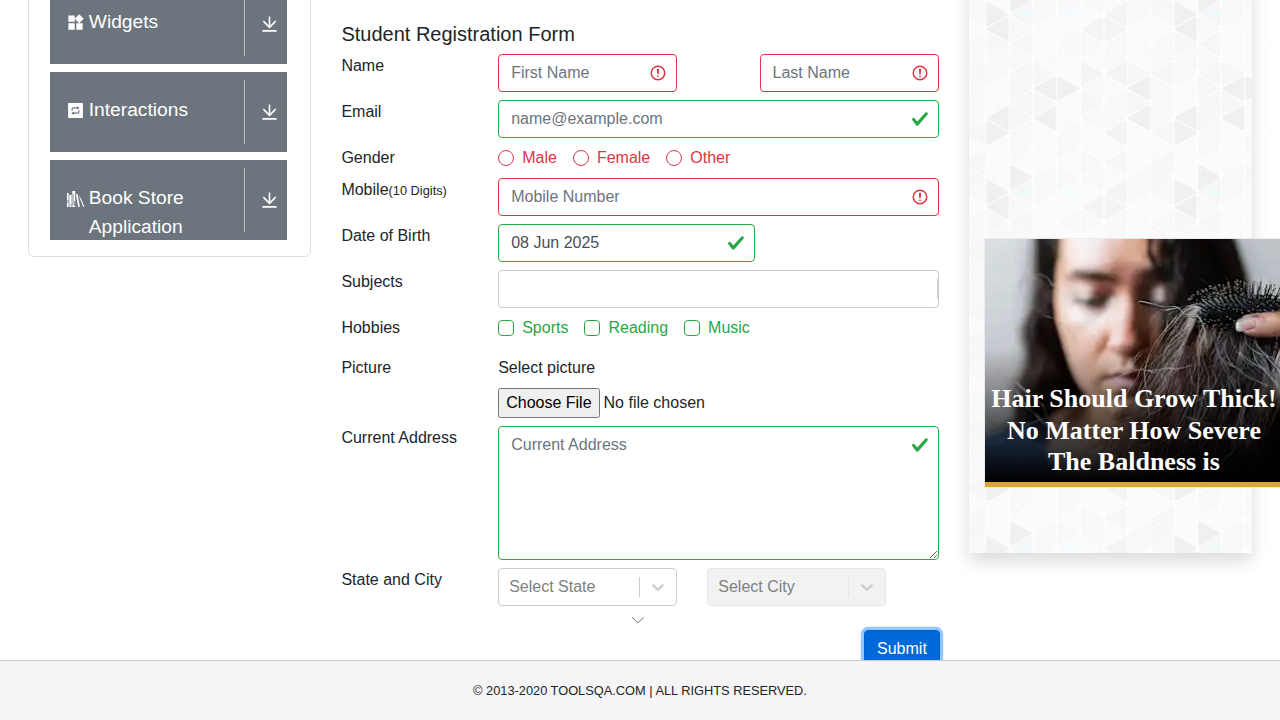 Widgets
Interactions
Book Store
Application
Student Registration Form
Name
First Name
Last Name
Email
name@example.com
Gender
Male
Female
Other
Mobile(10 Digits)
Mobile Number
Date of Birth
08 Jun 2025
Subjects
Hobbies
Sports
Reading
Music
Picture
Select picture
Choose File No file chosen
Current Address
Current Address
State and City
Select State
Select City
Submit
Hair Should Grow Thick!
No Matter How Severe
The Baldness is
© 2013-2020 TOOLSQA.COM | ALL RIGHTS RESERVED.